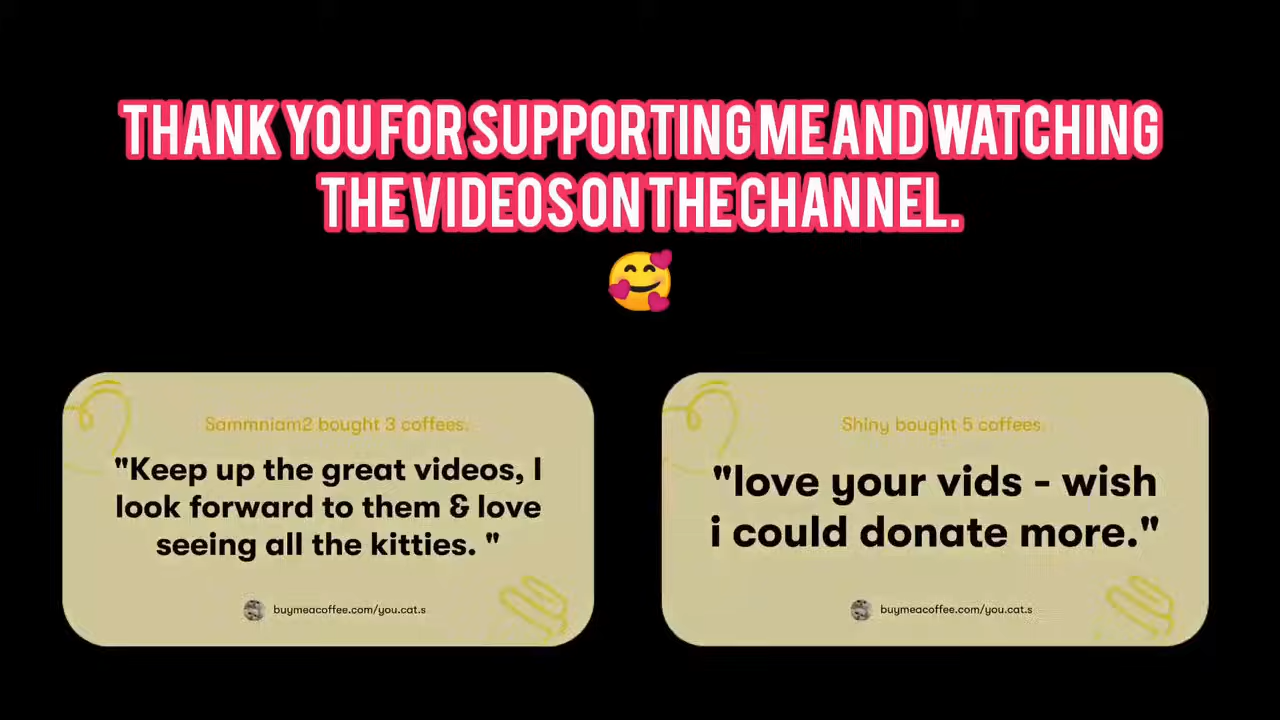 THANK YOU FOR SUPPORTING ME AND WATCHING
THE VIDEOS ON THE CHANNEL.
🥰
Sammniam2 bought 3 coffees.
"Keep up the great videos, I
look forward to them & love
seeing all the kitties. "
buymeacoffee.com/you.cat.s
Shiny bought 5 coffees.
"love your vids - wish
i could donate more."
buymeacoffee.com/you.cat.s